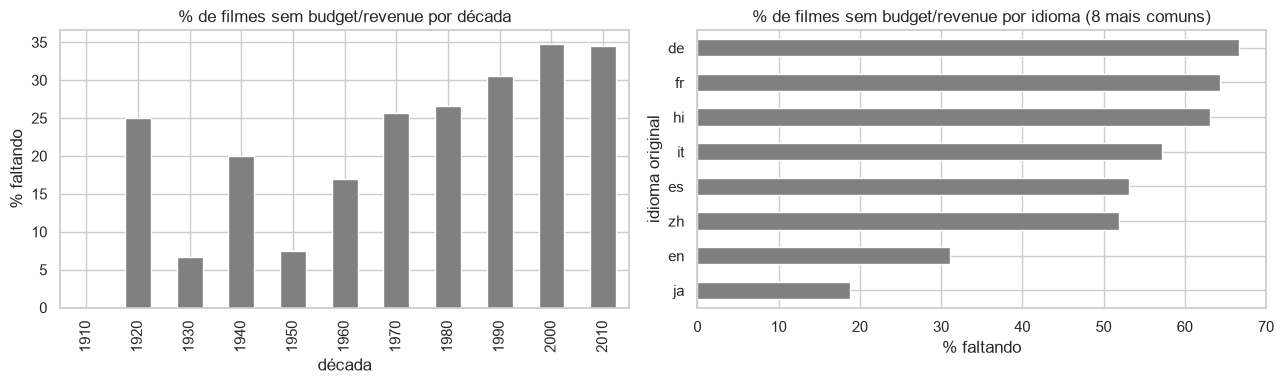 % de filmes sem budget/revenue por década
35
30
25
20
15
10
5
0
% faltando
1910
1920
1930
1940
1950
1960
1970
1980
1990
2000
2010
década
% de filmes sem budget/revenue por idioma (8 mais comuns)
de
fr
hi
it
es
zh
en
ja
idioma original
0 10 20 30 40 50 60 70
% faltando